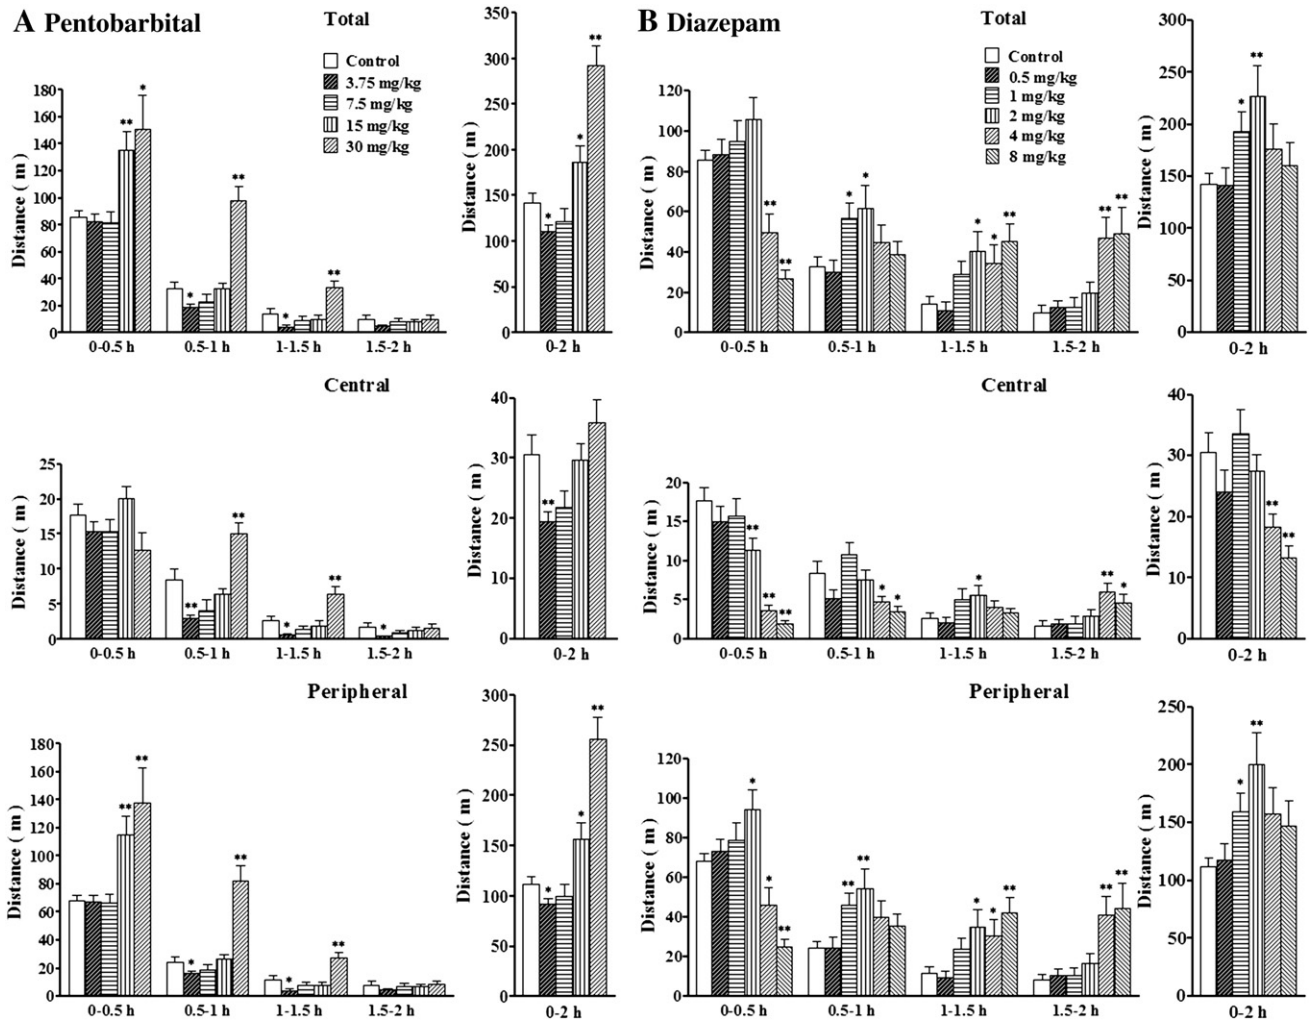 A Pentobarbital
Total
Control
3.75 mg/kg
7.5 mg/kg
15 mg/kg
30 mg/kg
Distance ( m )
180
160
140
120
100
80
60
40
20
0
** *
* **
* **
0-0.5 h 0.5-1 h 1-1.5 h 1.5-2 h
Distance ( m )
350
300
350
200
150
100
50
0
* * **
0-2 h
Central
Distance ( m )
25
20
15
10
5
0
** **
* **
*
0-0.5 h 0.5-1 h 1-1.5 h 1.5-2 h
Distance ( m )
40
30
20
10
0
**
0-2 h
Peripheral
Distance ( m )
180
160
140
120
100
80
60
40
20
0
** **
* **
* **
0-0.5 h 0.5-1 h 1-1.5 h 1.5-2 h
Distance ( m )
300
250
200
150
100
50
0
* * **
0-2 h
B Diazepam
Total
Control
0.5 mg/kg
1 mg/kg
2 mg/kg
4 mg/kg
8 mg/kg
Distance ( m )
120
100
80
60
40
20
0
** **
* *
* * **
** **
0-0.5 h 0.5-1 h 1-1.5 h 1.5-2 h
Distance ( m )
300
250
200
150
100
50
0
* **
0-2 h
Central
Distance ( m )
20
15
10
5
0
** ** **
* *
*
** *
0-0.5 h 0.5-1 h 1-1.5 h 1.5-2 h
Distance ( m )
40
30
20
10
0
** **
0-2 h
Peripheral
Distance ( m )
120
100
80
60
40
20
0
* * **
** **
* * **
** **
0-0.5 h 0.5-1 h 1-1.5 h 1.5-2 h
Distance ( m )
250
200
150
100
50
0
* **
0-2 h